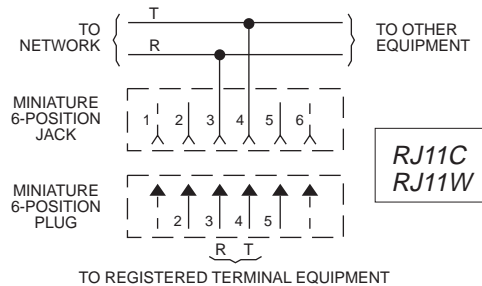 T
TO
NETWORK
R
TO OTHER
EQUIPMENT
MINIATURE
6-POSITION
JACK
1 2 3 4 5 6
RJ11C
RJ11W
MINIATURE
6-POSITION
PLUG
2 3 4 5
R T
TO REGISTERED TERMINAL EQUIPMENT